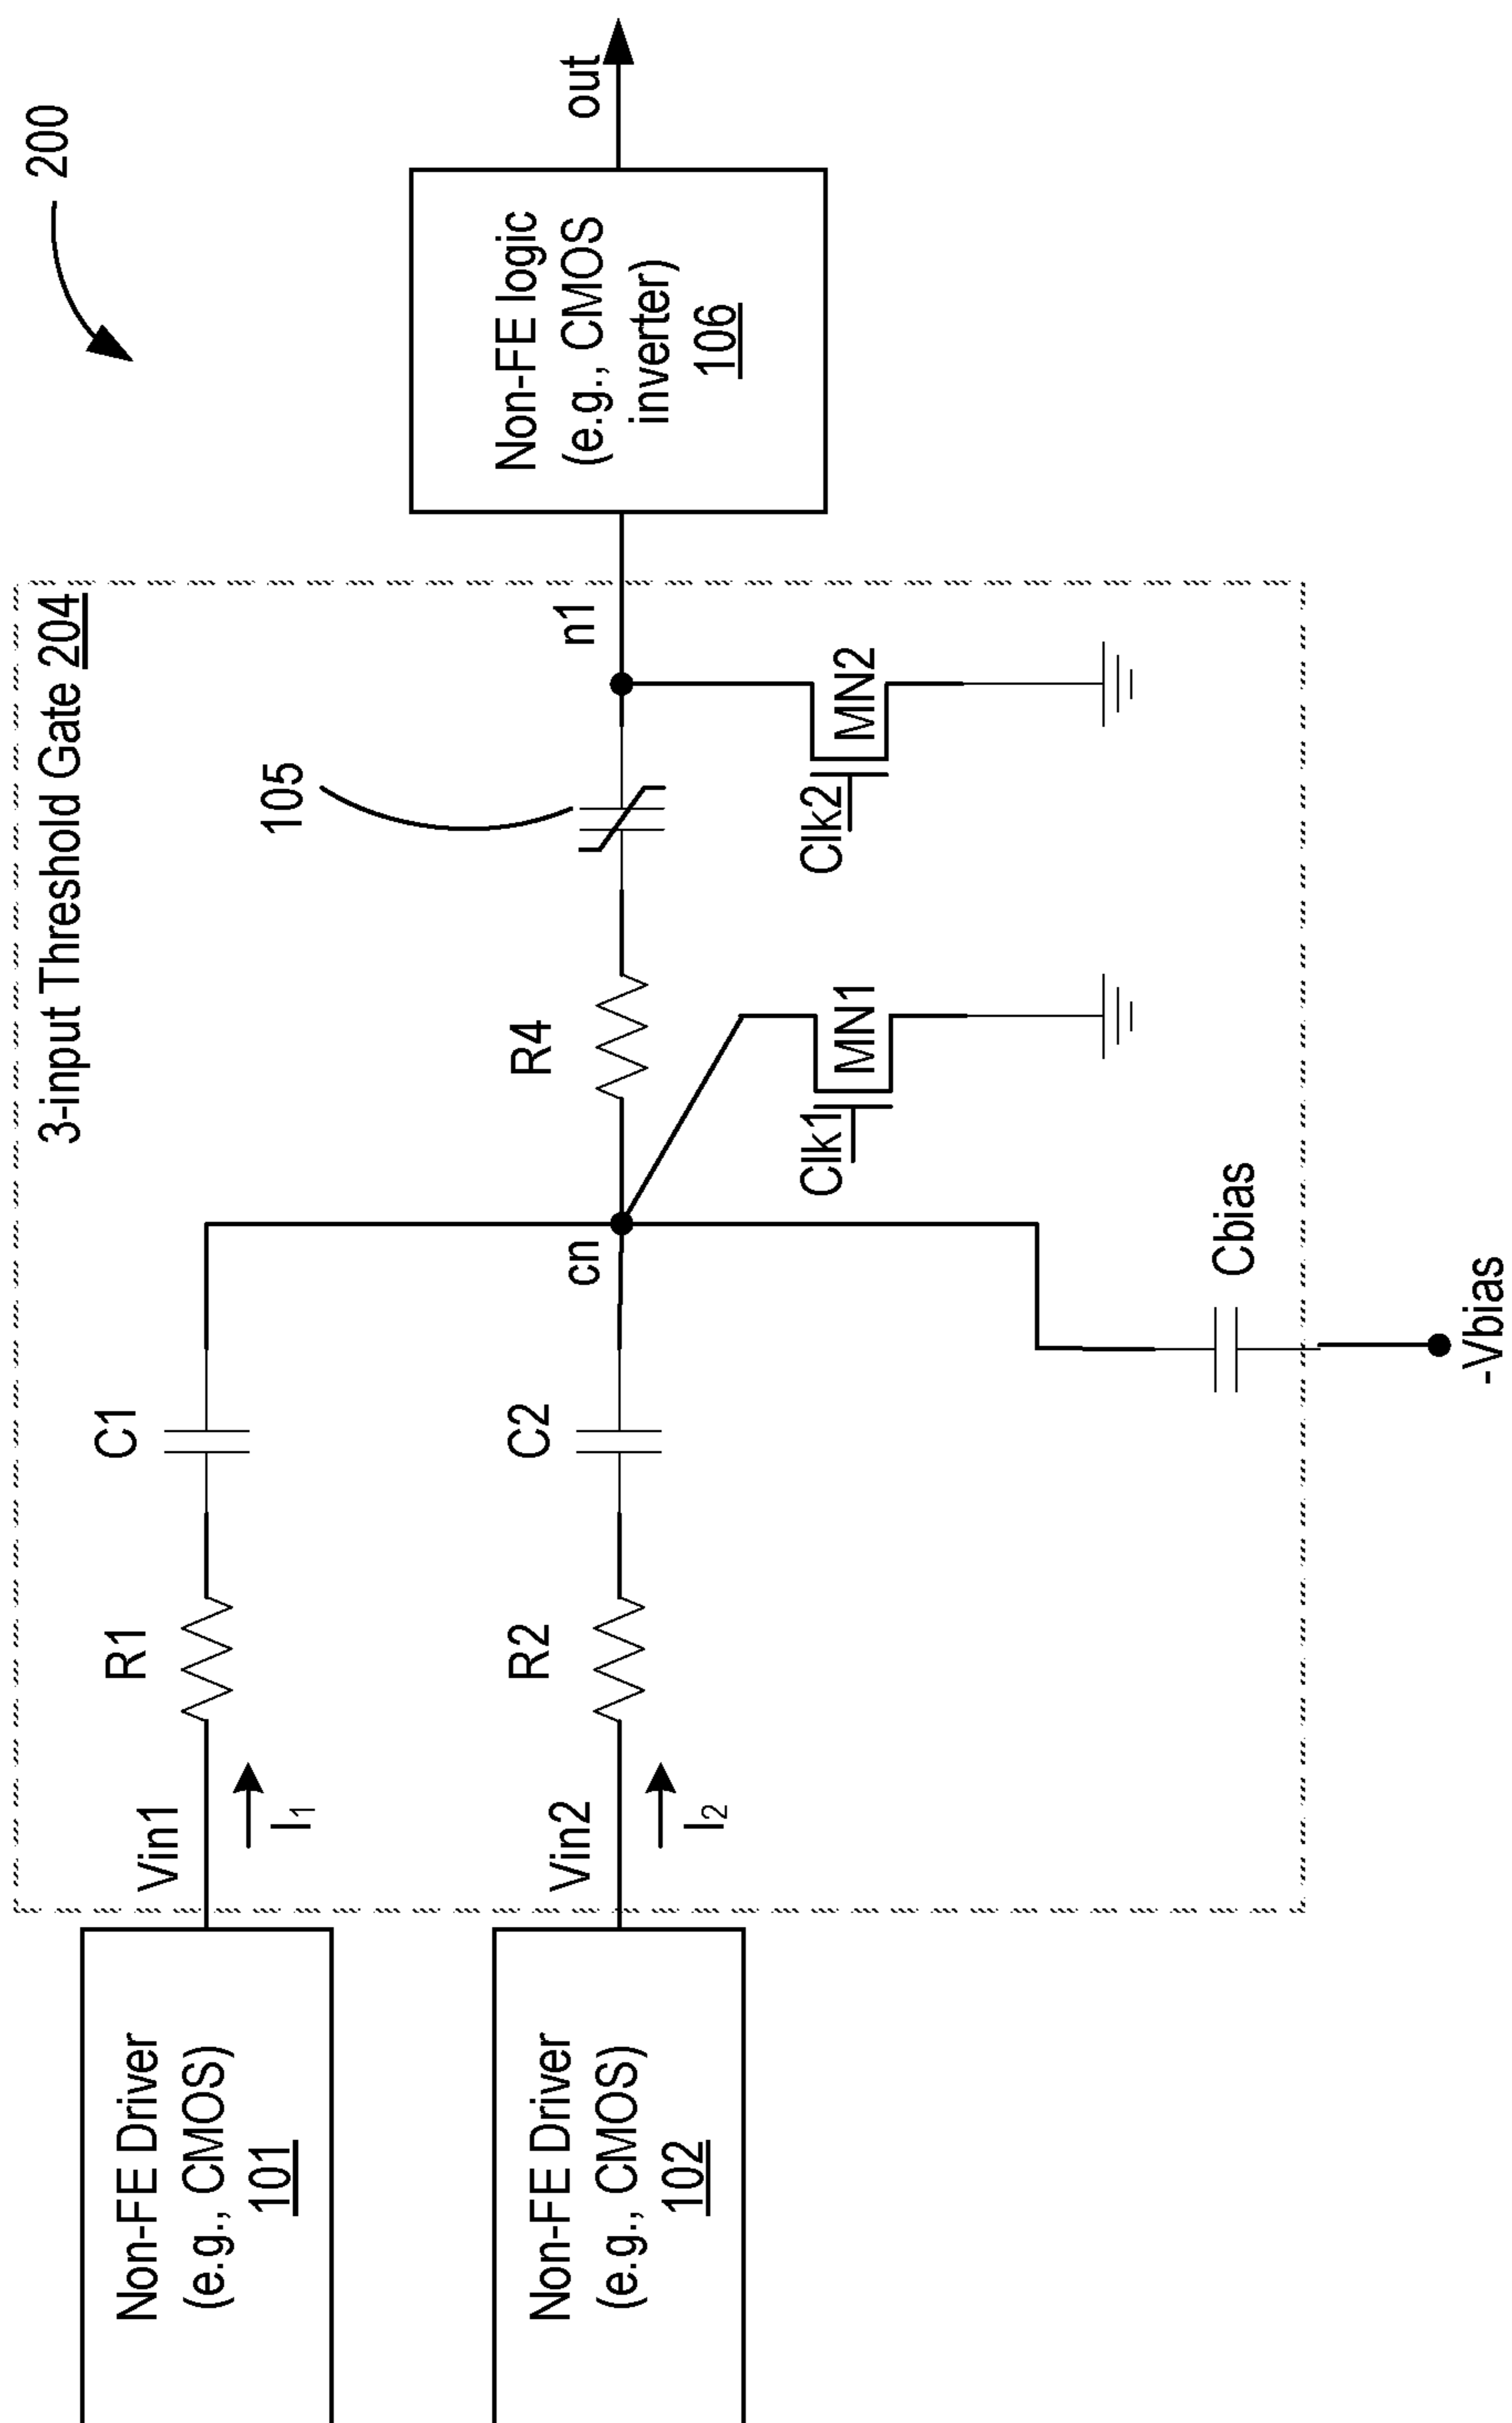 200
3-input Threshold Gate 204
Non-FE Driver
(e.g., CMOS)
101
Vin1
I1
R1
C1
Non-FE Driver
(e.g., CMOS)
102
Vin2
I2
R2
C2
cn
R4
105
n1
Non-FE logic
(e.g., CMOS
inverter)
106
out
Clk1
MN1
Clk2
MN2
Cbias
-Vbias